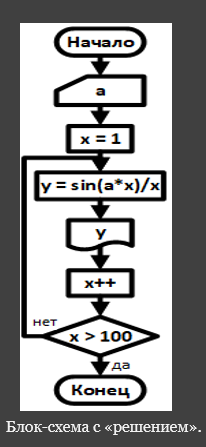 Начало
a
x = 1
y = sin(a*x)/x
y
x++
нет
x > 100
да
Конец
Блок-схема с «решением».